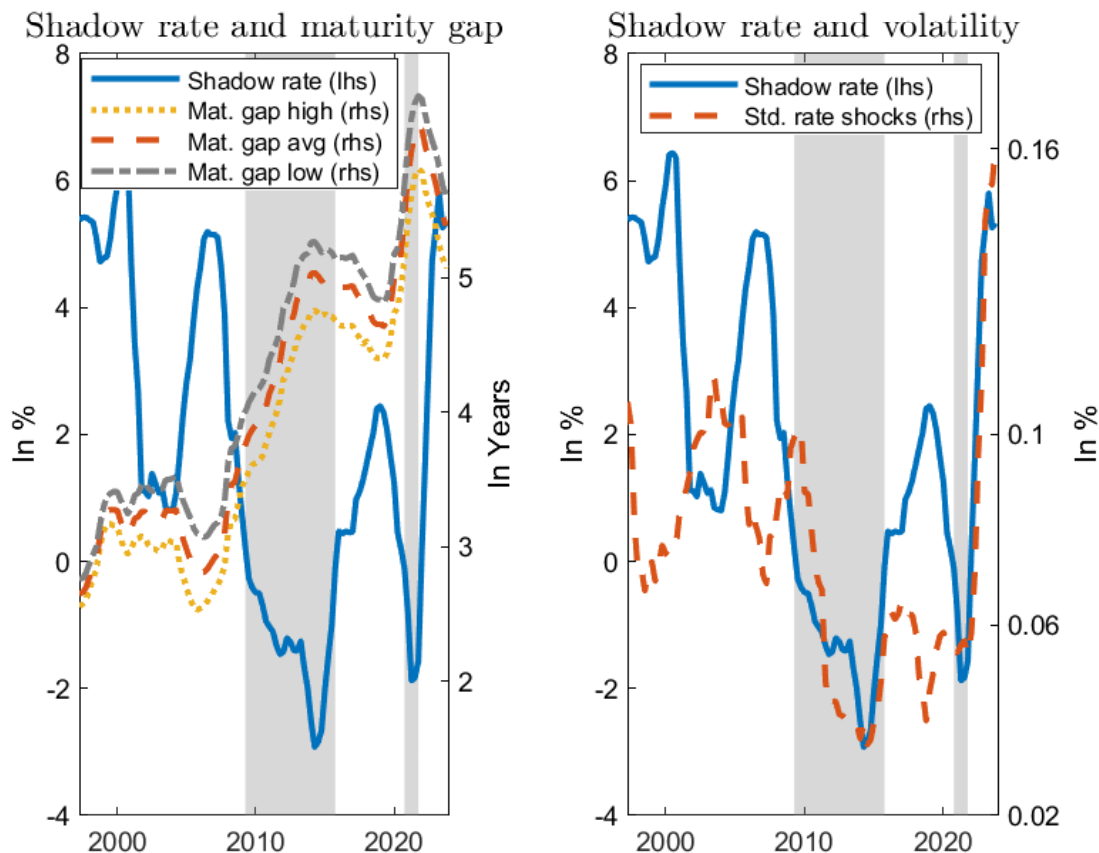 Shadow rate and maturity gap
8
6
4
2
0
-2
-4
In %
Shadow rate (lhs)
Mat. gap high (rhs)
Mat. gap avg (rhs)
Mat. gap low (rhs)
5
4
3
2
In Years
2000
2010
2020
Shadow rate and volatility
8
6
4
2
0
-2
-4
In %
Shadow rate (lhs)
Std. rate shocks (rhs)
0.16
0.1
0.06
0.02
In %
2000
2010
2020